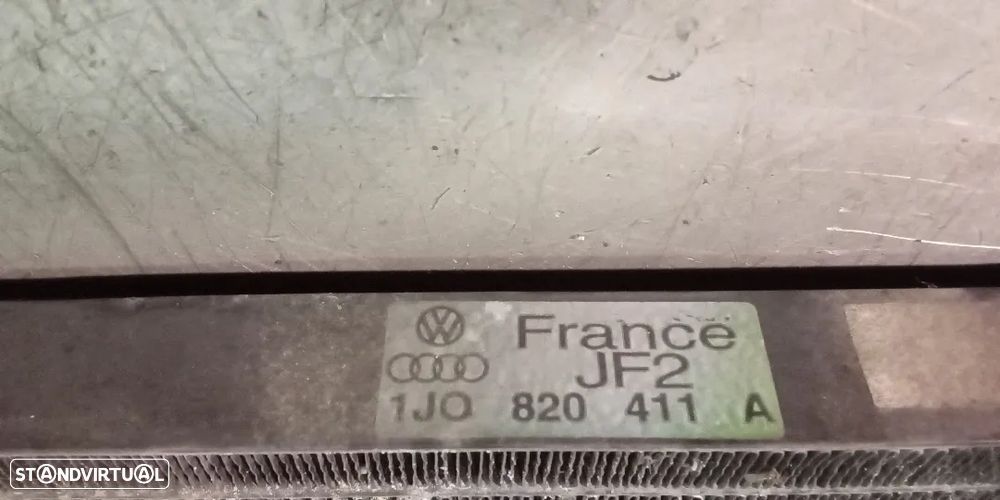 France
JF2
1J0 820 411 A
STANDVIRTUAL